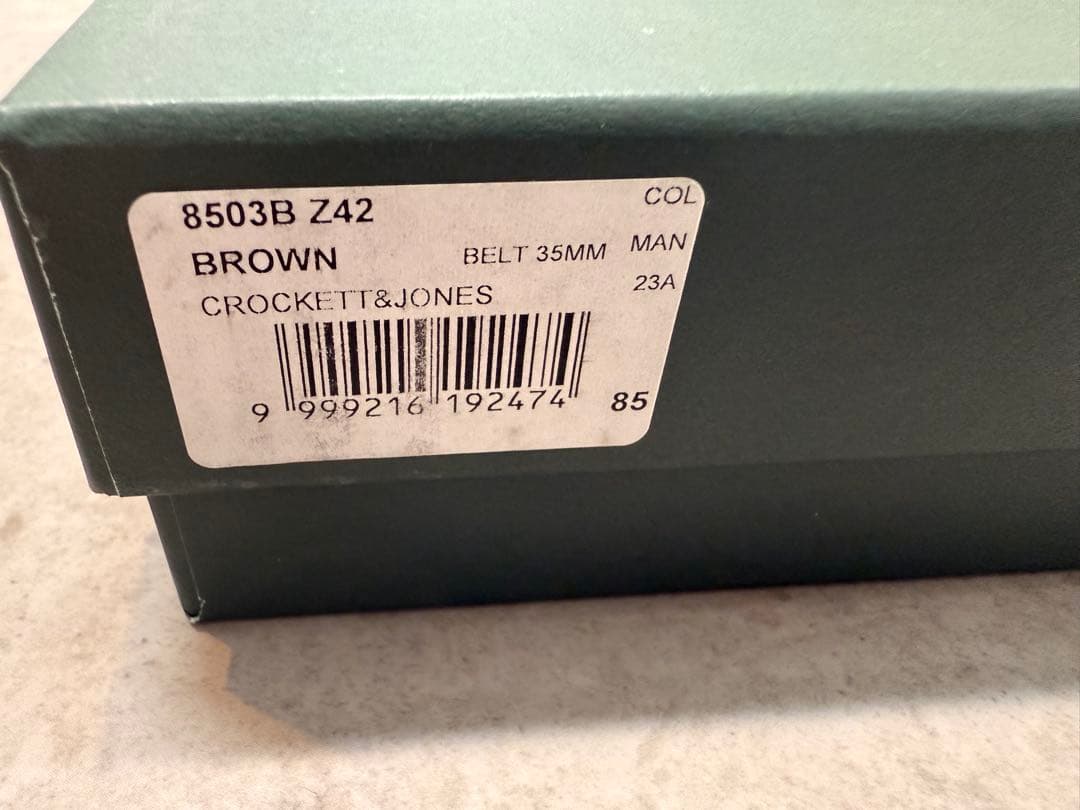 8503B Z42 COL
BROWN BELT 35MM MAN
CROCKETT&JONES 23A
9 999216 192474 85